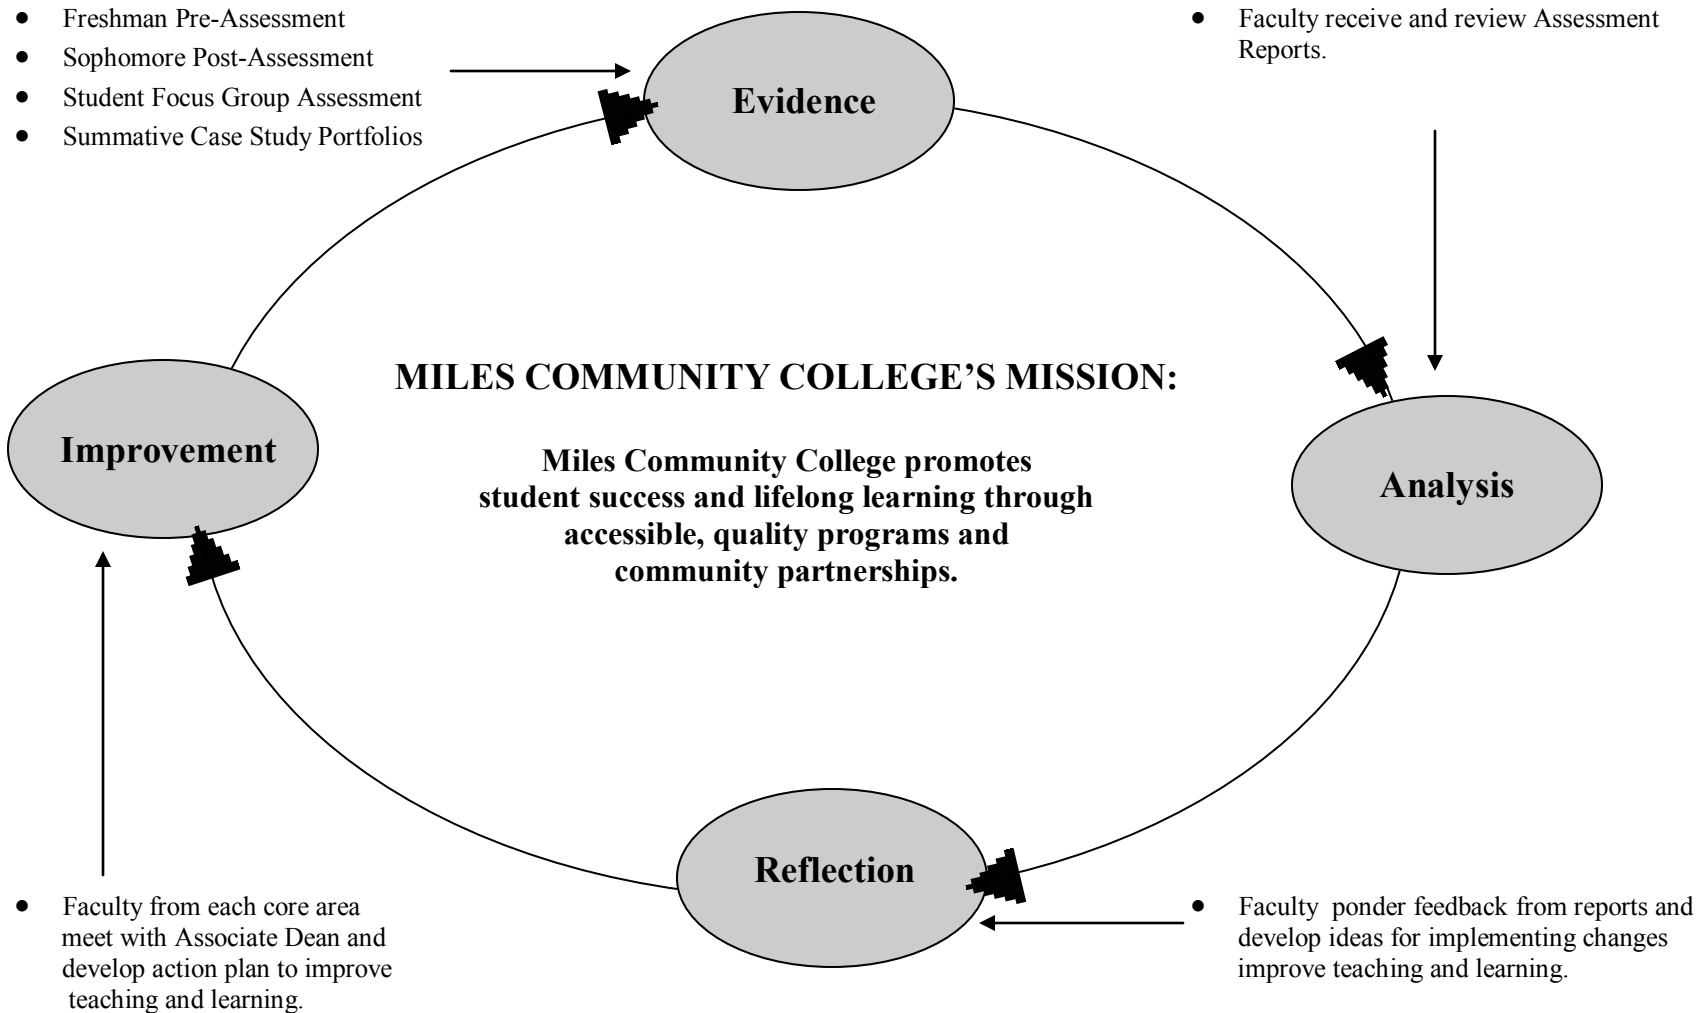 Freshman Pre-Assessment
Sophomore Post-Assessment
Student Focus Group Assessment
Summative Case Study Portfolios
Evidence
Faculty receive and review Assessment
Reports.
MILES COMMUNITY COLLEGE’S MISSION:
Miles Community College promotes
student success and lifelong learning through
accessible, quality programs and
community partnerships.
Improvement
Analysis
Reflection
Faculty from each core area
meet with Associate Dean and
develop action plan to improve
teaching and learning.
Faculty ponder feedback from reports and
develop ideas for implementing changes
improve teaching and learning.